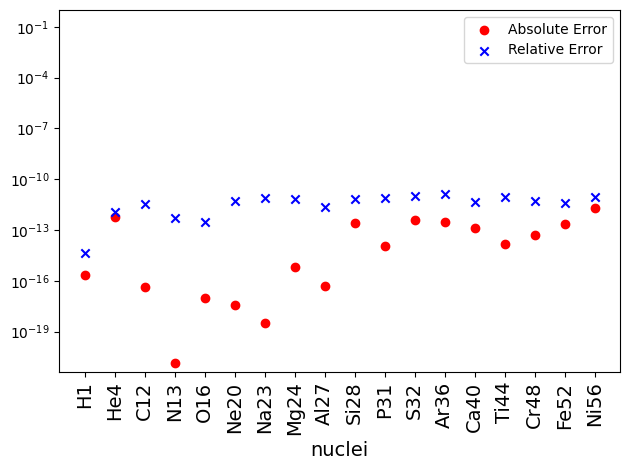 Absolute Error
Relative Error
10⁻¹
10⁻⁴
10⁻⁷
10⁻¹⁰
10⁻¹³
10⁻¹⁶
10⁻¹⁹
H1
He4
C12
N13
O16
Ne20
Na23
Mg24
Al27
Si28
P31
S32
Ar36
Ca40
Ti44
Cr48
Fe52
Ni56
nuclei